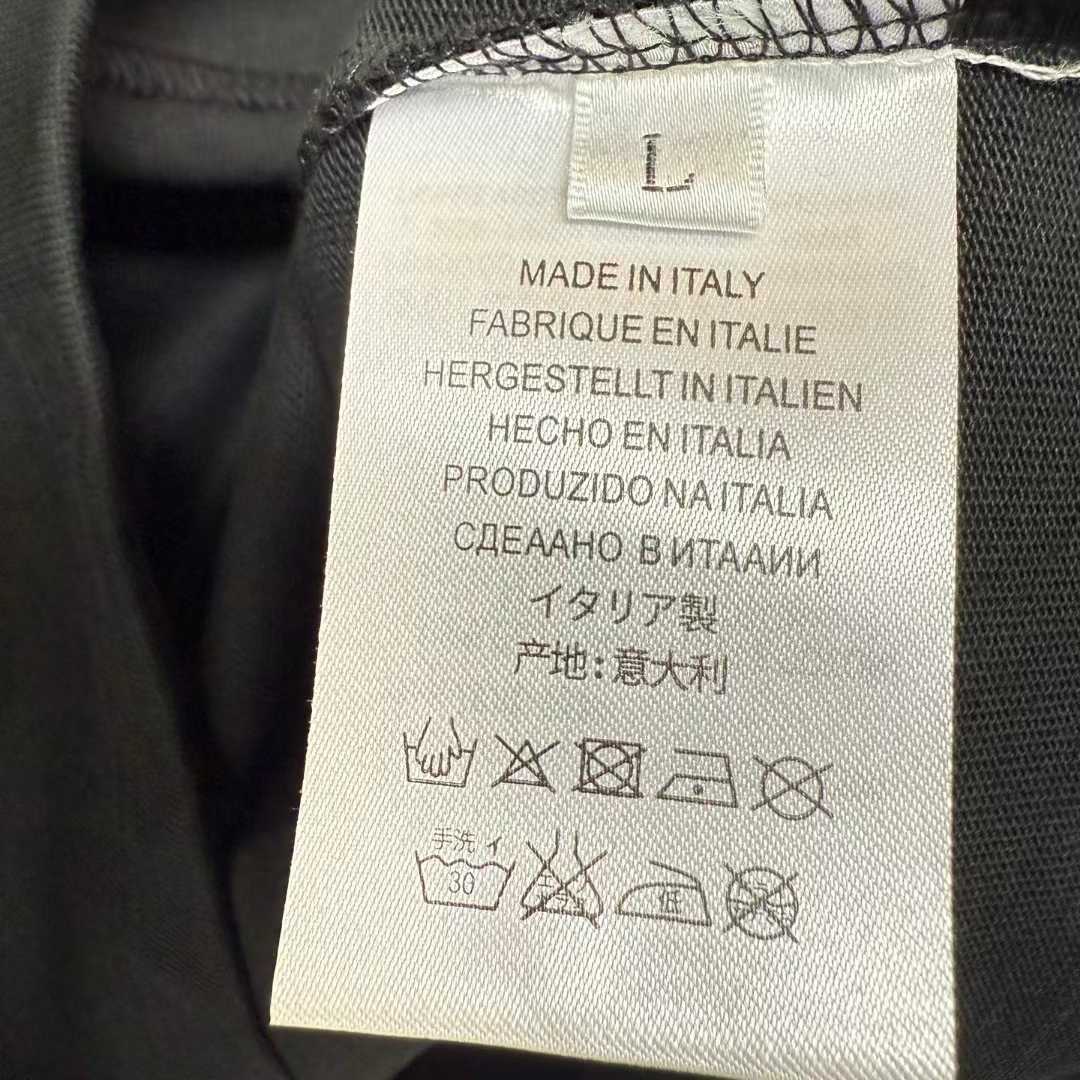 L
MADE IN ITALY
FABRIQUE EN ITALIE
HERGESTELLT IN ITALIEN
HECHO EN ITALIA
PRODUZIDO NA ITALIA
СДЕААНО В ИТААИИ
イタリア製
产地:意大利
手洗 イ
30
低